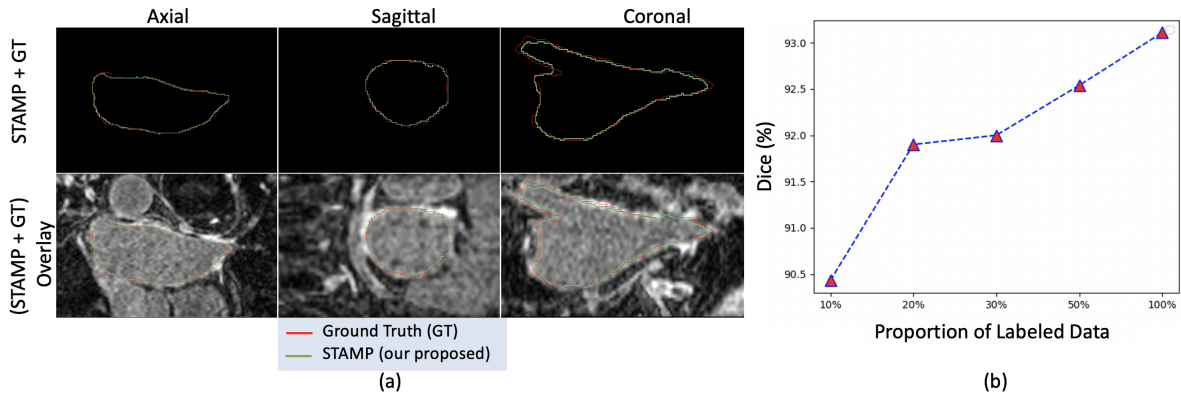 Axial
Sagittal
Coronal
STAMP + GT
(STAMP + GT)
Overlay
Ground Truth (GT)
STAMP (our proposed)
(a)
Dice (%)
93.0
92.5
92.0
91.5
91.0
90.5
10%
20%
30%
50%
100%
Proportion of Labeled Data
(b)